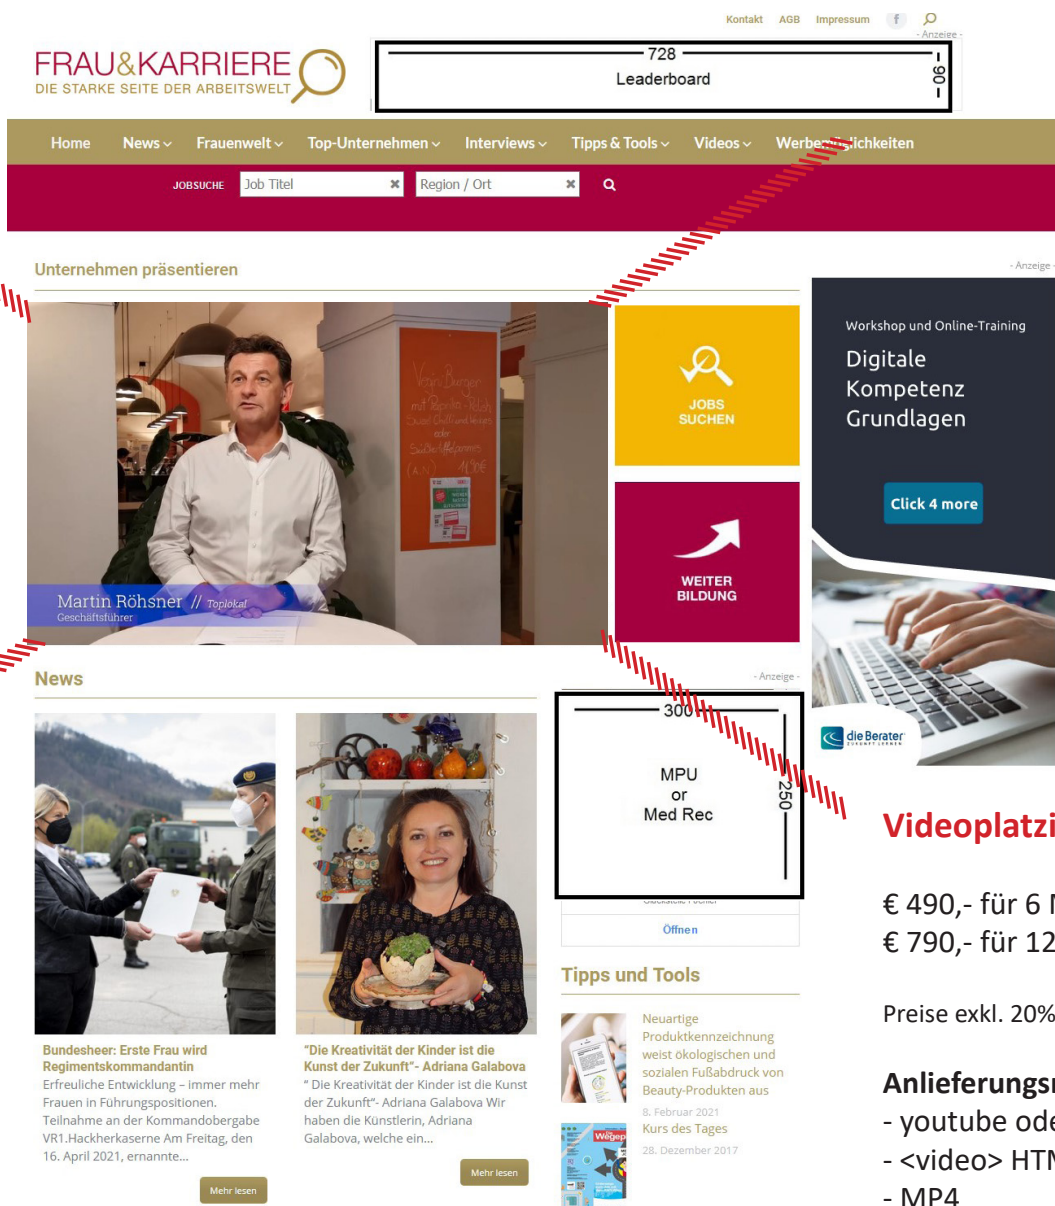 Kontakt AGB Impressum f
- Anzeige -
FRAU&KARRIERE
DIE STARKE SEITE DER ARBEITSWELT
728
Leaderboard
90
Home News Frauenwelt Top-Unternehmen Interviews Tipps & Tools Videos Werbemöglichkeiten
JOBSUCHE Job Titel Region / Ort
Unternehmen präsentieren
- Anzeige -
Martin Röhsner // Toplokal
Geschäftsführer
JOBS
SUCHEN
WEITER
BILDUNG
Workshop und Online-Training
Digitale
Kompetenz
Grundlagen
Click 4 more
die Berater
ZUKUNFT LERNEN
News
Bundesheer: Erste Frau wird
Regimentskommandantin
Erfreuliche Entwicklung – immer mehr
Frauen in Führungspositionen.
Teilnahme an der Kommandobergabe
VR1.Hackherkaserne Am Freitag, den
16. April 2021, ernannte...
Mehr lesen
"Die Kreativität der Kinder ist die
Kunst der Zukunft"- Adriana Galabova
" Die Kreativität der Kinder ist die Kunst
der Zukunft"- Adriana Galabova Wir
haben die Künstlerin, Adriana
Galabova, welche ein...
Mehr lesen
- Anzeige -
300
MPU
or
Med Rec
250
Öffnen
Tipps und Tools
Neuartige
Produktkennzeichnung
weist ökologischen und
sozialen Fußabdruck von
Beauty-Produkten aus
8. Februar 2021
Kurs des Tages
28. Dezember 2017
Videoplatzi
€ 490,- für 6
€ 790,- für 12
Preise exkl. 20%
Anlieferungs
- youtube ode
- <video> HTM
- MP4